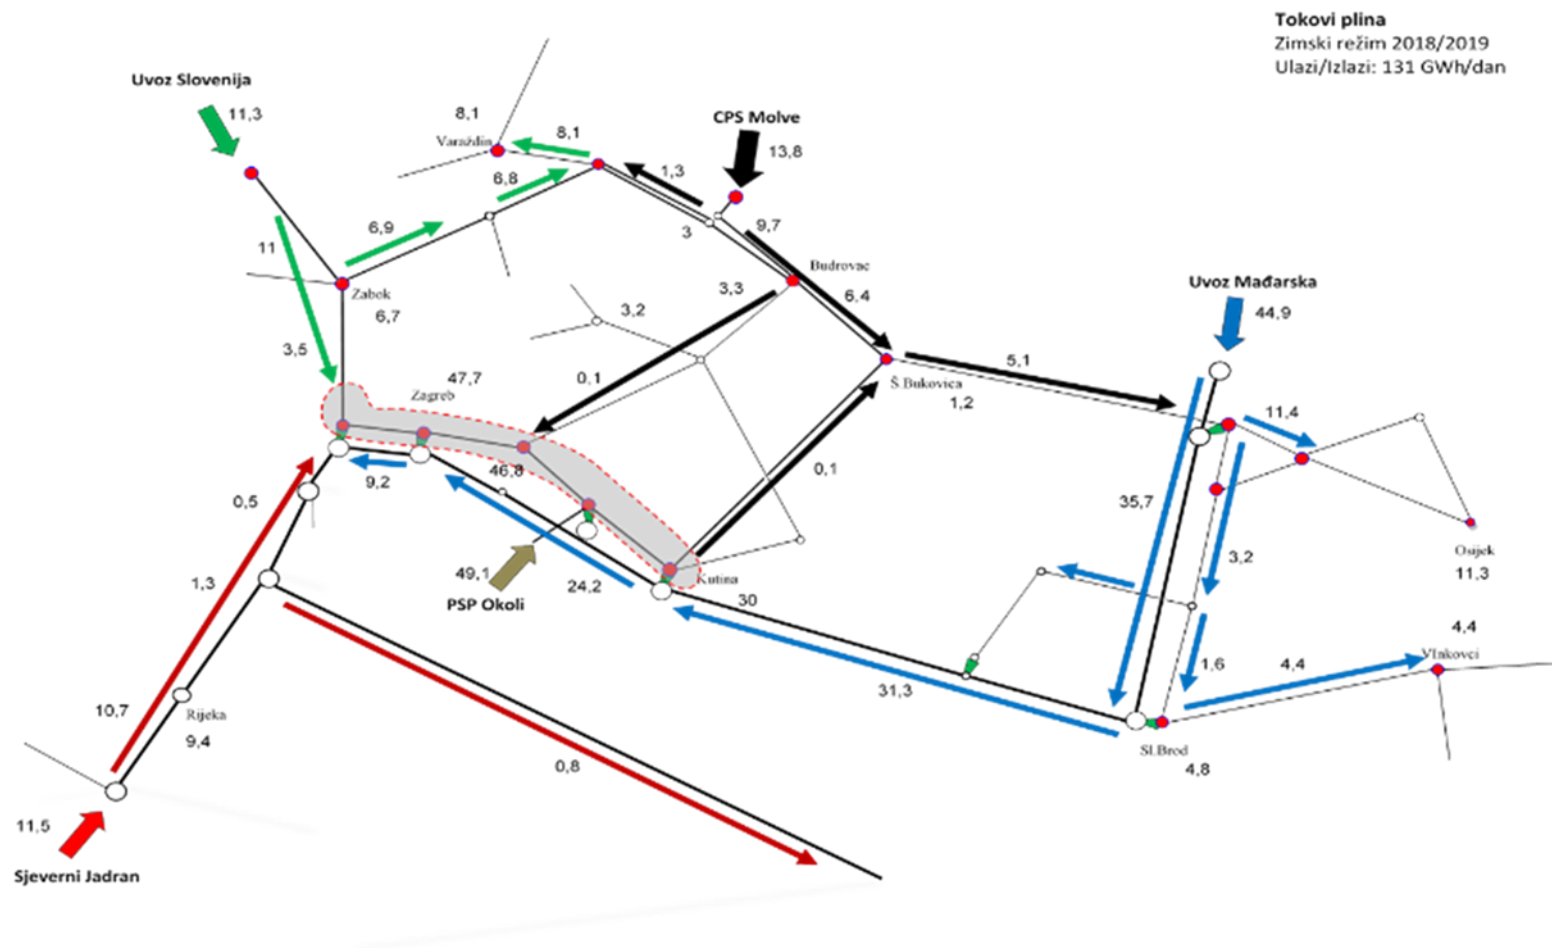 Tokovi plina
Zimski režim 2018/2019
Ulazi/Izlazi: 131 GWh/dan
Uvoz Slovenija
11,3
8,1
Varaždin
8,1
CPS Molve
13,8
1,3
6,8
6,9
3
9,7
11
Budrovac
Zabok
6,7
3,3
6,4
3,2
Uvoz Mađarska
44,9
3,5
47,7
Zagreb
0,1
5,1
Š.Bukovica
1,2
11,4
46,8
9,2
0,1
0,5
35,7
Osijek
11,3
49,1
24,2
PSP Okoli
Kutina
30
3,2
1,3
4,4
Vinkovci
1,6
4,4
31,3
10,7
Rijeka
9,4
Sl.Brod
4,8
0,8
11,5
Sjeverni Jadran